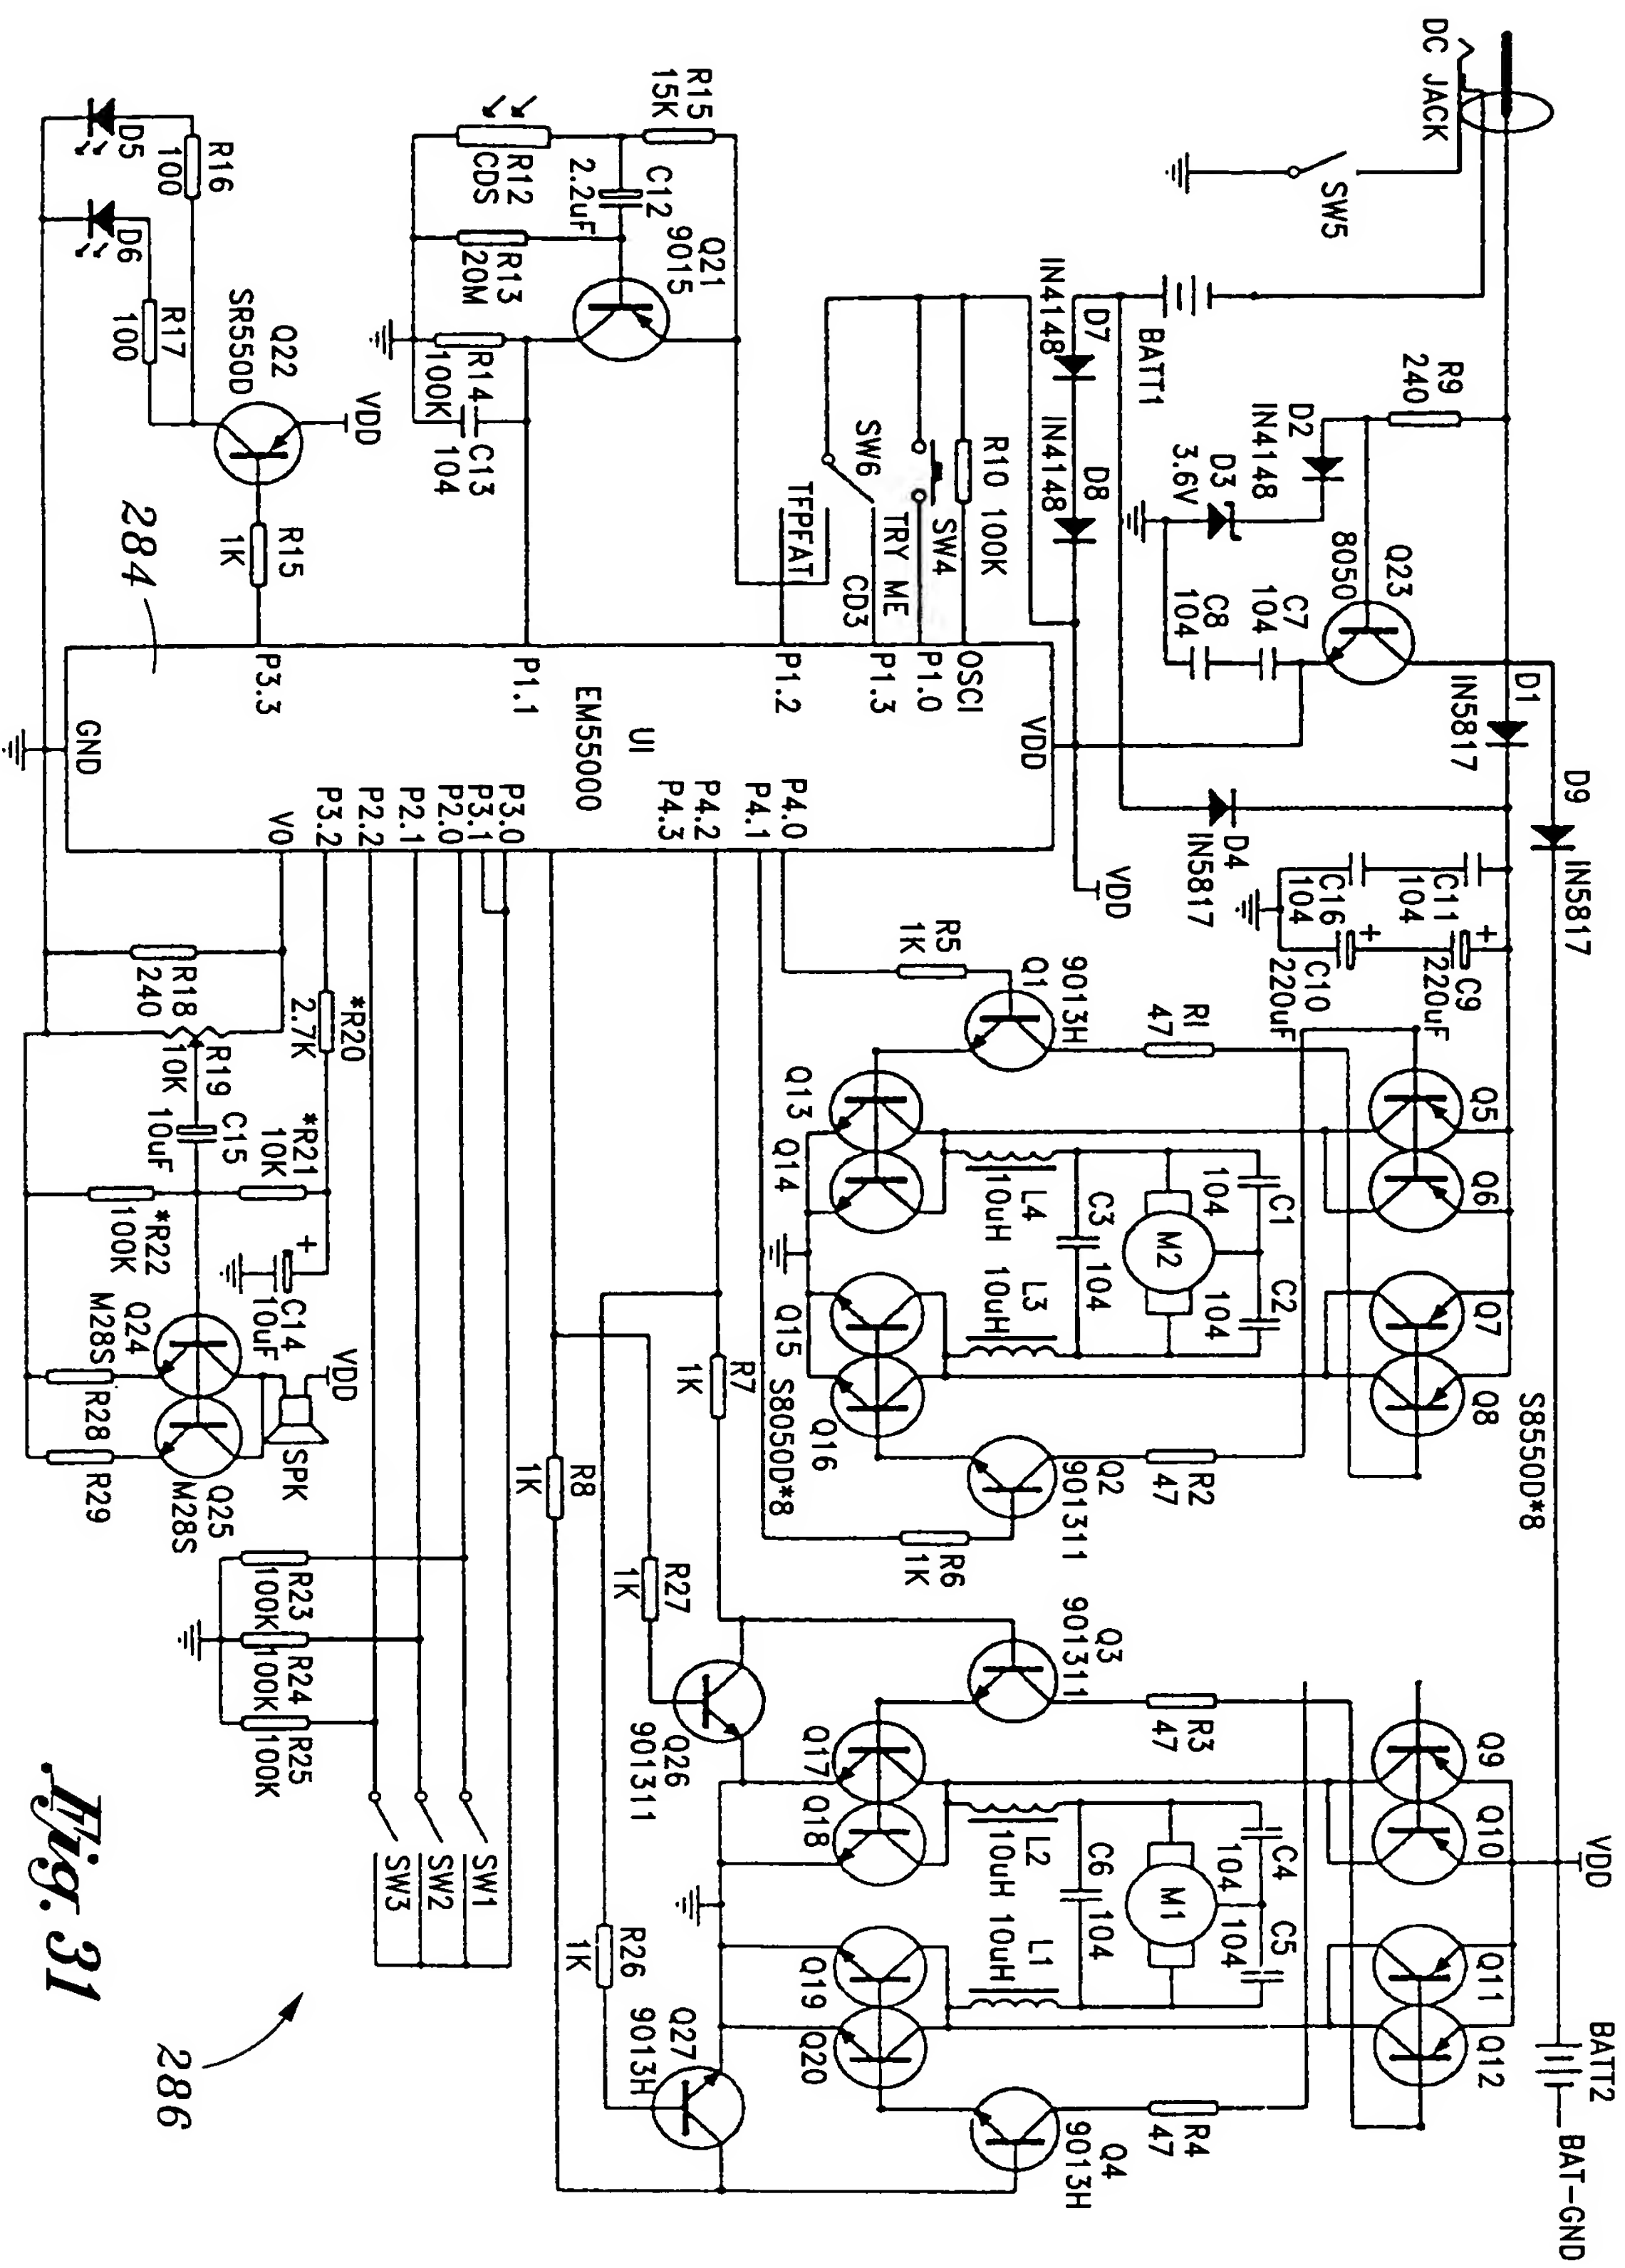 DC JACK
SW5
BATT1
D7
IN4148
D8
IN4148
R9
240
D2
IN4148
D3
3.6V
Q23
8050
C7
104
C8
104
D1
IN5817
D9
IN5817
D4
IN5817
VDD
C11
104
C16
104
C9
220uF
C10
220uF
+
+
R15
15K
R12
CDS
C12
2.2uF
Q21
9015
R13
20M
R14
100K
C13
104
SW6
R10 100K
SW4
TRY ME
CD3
TFPFAT
D5
D6
R16
100
R17
100
Q22
SR550D
VDD
R15
1K
284
OSCI
P1.0
P1.3
P1.2
P1.1
P3.3
VDD
UI
EM55000
GND
P4.0
P4.1
P4.2
P4.3
P3.0
P3.1
P2.0
P2.1
P2.2
P3.2
V0
R5
1K
Q1
9013H
R1
47
Q5
Q6
Q7
Q8
S8550D*8
Q13
Q14
L4
10uH
L3
10uH
C3
104
M2
C1
104
C2
104
Q15
Q16
S8050D*8
Q2
901311
R2
47
R6
1K
R7
1K
R8
1K
R27
1K
R26
1K
Q26
901311
Q27
9013H
Q3
901311
R3
47
Q9
Q10
Q11
Q12
VDD
BATT2
BAT-GND
Q17
Q18
L2
10uH
L1
10uH
C6
104
M1
C4
104
C5
104
Q19
Q20
Q4
9013H
R4
47
R18
240
R19
10K
*R20
2.7K
*R21
10K
C15
10uF
*R22
100K
+
C14
10uF
Q24
M28S
VDD
SPK
R28
R29
Q25
M28S
R23
100K
R24
100K
R25
100K
SW1
SW2
SW3
286
Fig. 31